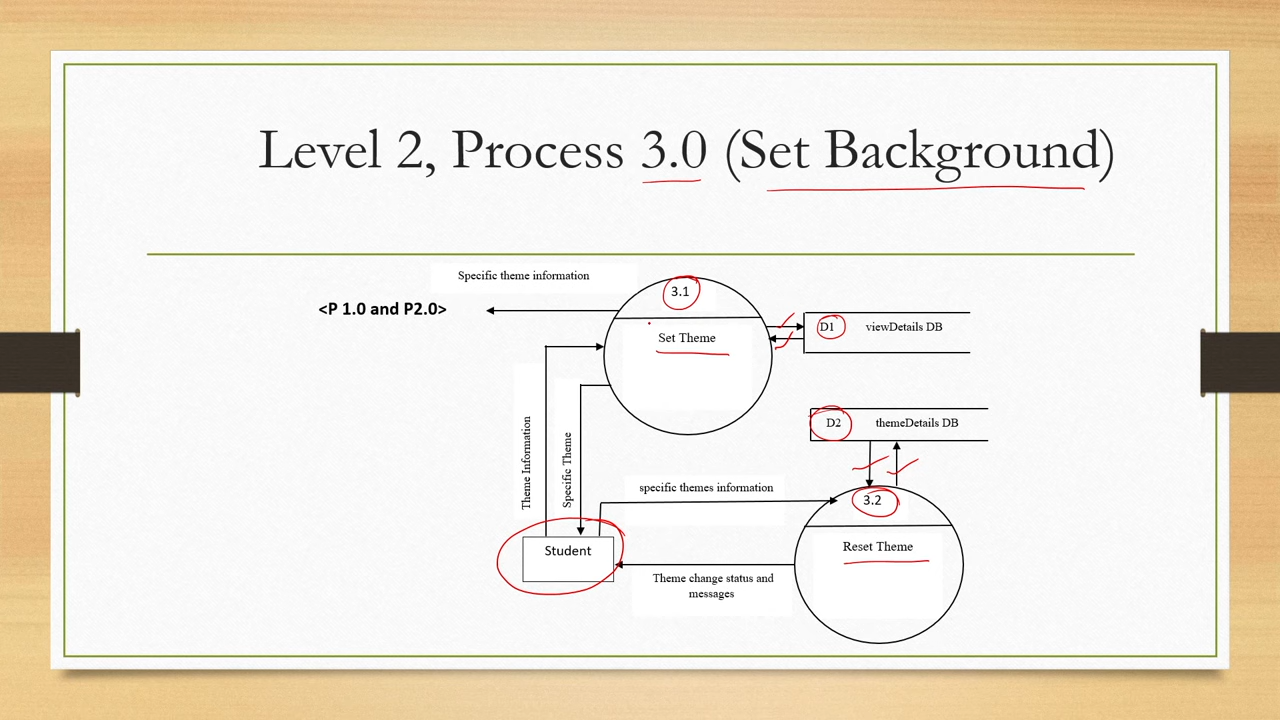 Level 2, Process 3.0 (Set Background)
Specific theme information
<P 1.0 and P2.0>
3.1
Set Theme
D1 viewDetails DB
D2 themeDetails DB
Theme Information
Specific Theme
specific themes information
3.2
Reset Theme
Student
Theme change status and
messages